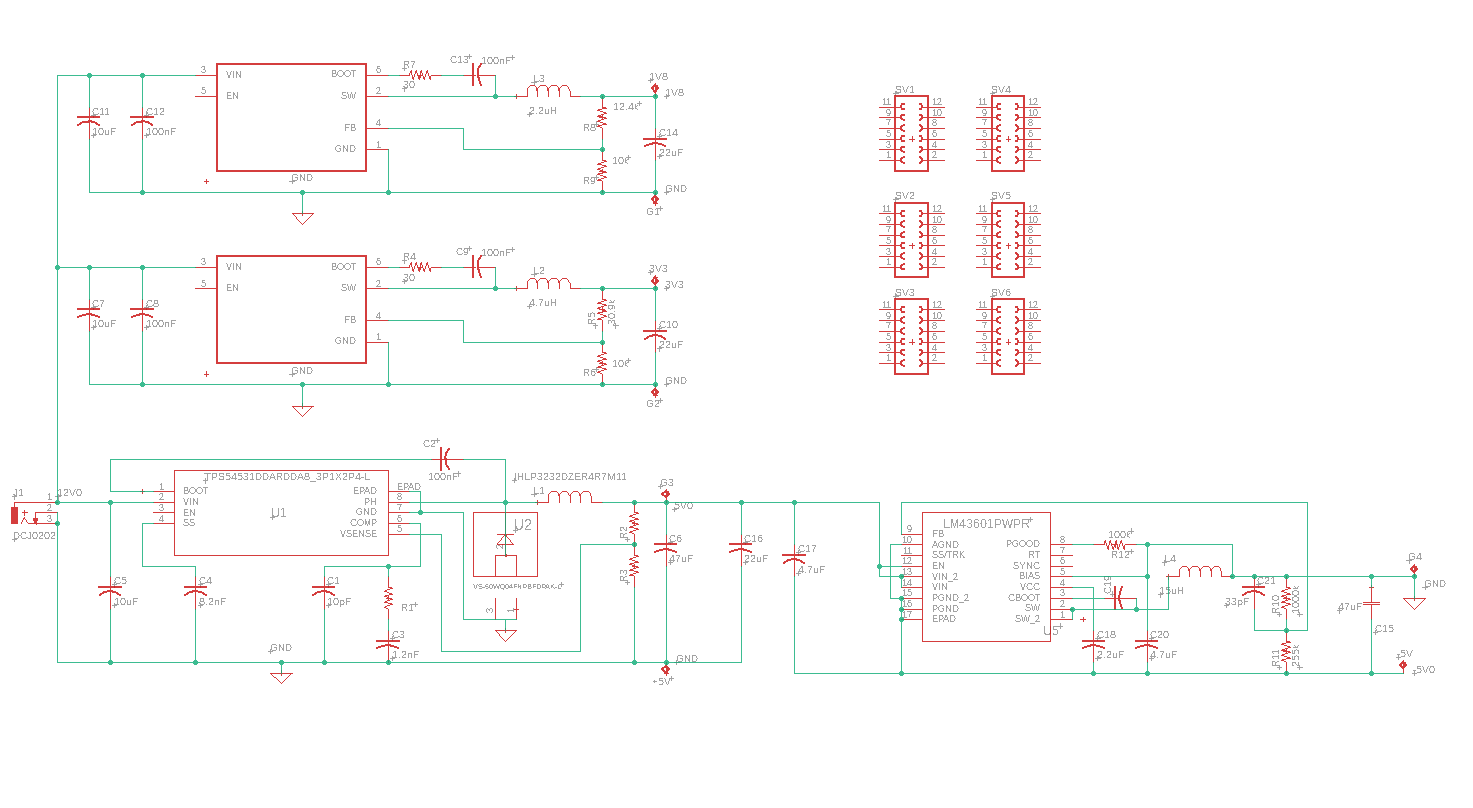 C13
100nF
R7
30
3
VIN
BOOT
6
5
EN
SW
2
FB
4
GND
1
L3
2.2uH
1V8
1V8
12.4k
R8
10k
R9
C11
10uF
C12
100nF
C14
22uF
GND
GND
G1
C9
100nF
R4
30
3
VIN
BOOT
6
5
EN
SW
2
FB
4
GND
1
L2
4.7uH
3V3
3V3
R5
30.9k
10k
R6
C7
10uF
C8
100nF
C10
22uF
GND
GND
G2
SV1
11 12
9 10
7 8
5 6
3 4
1 2
SV4
11 12
9 10
7 8
5 6
3 4
1 2
SV2
11 12
9 10
7 8
5 6
3 4
1 2
SV5
11 12
9 10
7 8
5 6
3 4
1 2
SV3
11 12
9 10
7 8
5 6
3 4
1 2
SV6
11 12
9 10
7 8
5 6
3 4
1 2
J1
1
2
3
12V0
DCJ0202
C2
100nF
TPS54531DDARDDA8_3P1X2P4-L
U1
1 BOOT
2 VIN
3 EN
4 SS
EPAD EPAD
PH 8
GND 7
COMP 6
VSENSE 5
IHLP3232DZER4R7M11
L1
U2
2
VS-50WQ04FNPBFDPAK
3
1
R2
R3
G3
5V0
C6
47uF
C16
22uF
C17
4.7uF
C5
10uF
C4
8.2nF
C1
10pF
R1
C3
1.2nF
GND
GND
+5V
LM43601PWPR
U5
9 FB
10 AGND
11 SS/TRK
12 EN
13 VIN_2
14 VIN
15 PGND_2
16 PGND
17 EPAD
PGOOD 8
RT 7
SYNC 6
BIAS 5
VCC 4
CBOOT 3
SW 2
SW_2 1
100k
R12
C19
L4
15uH
C18
2.2uF
C20
4.7uF
C21
33pF
R10
1000k
R11
255k
47uF
C15
G4
GND
5V
5V0